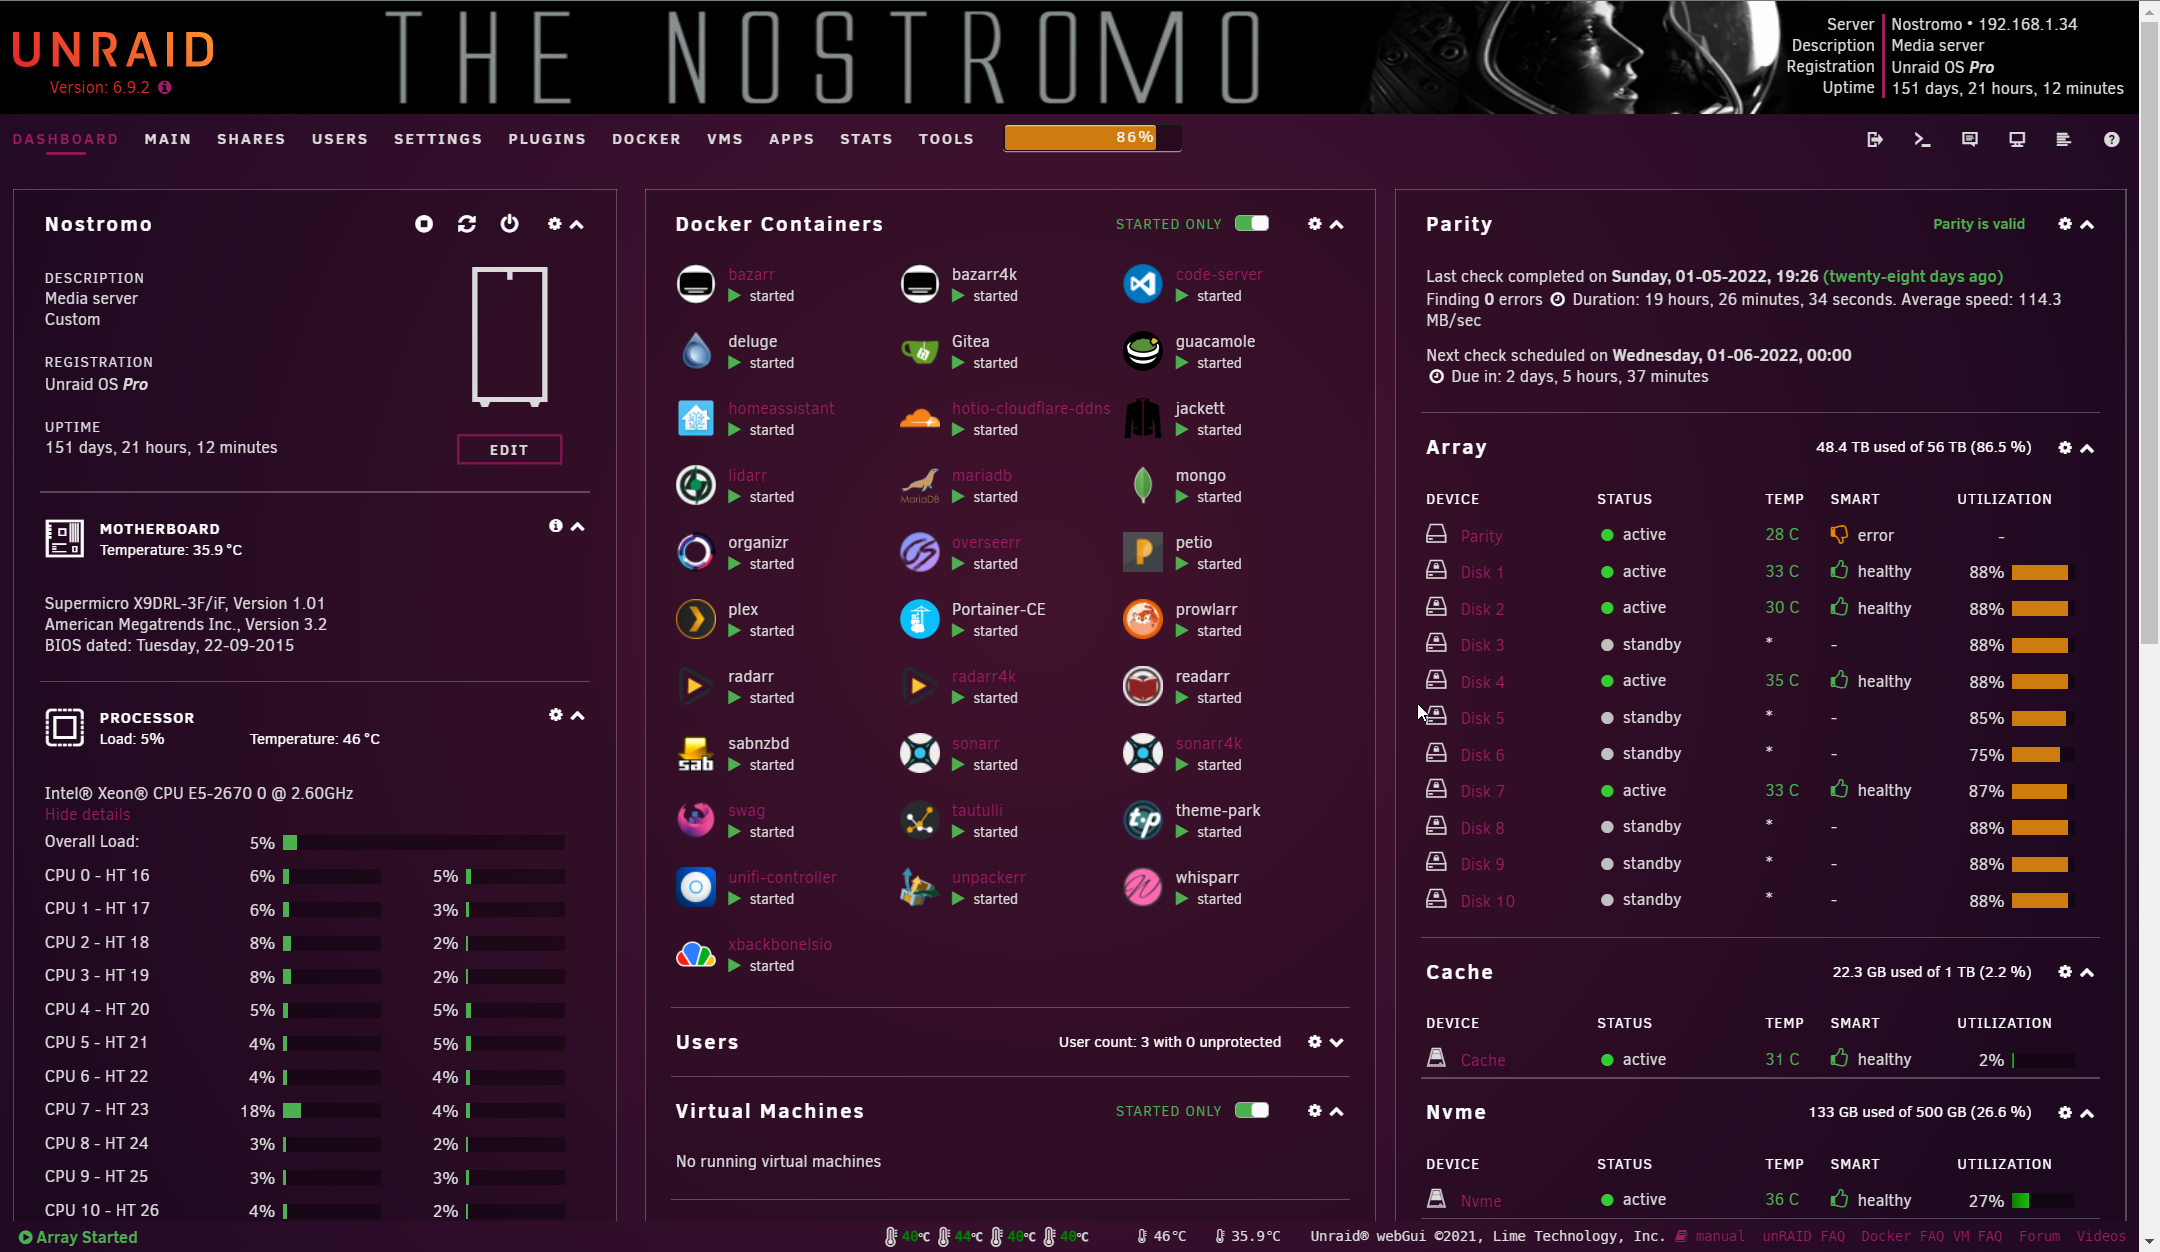 UNRAID
Version: 6.9.2
THE NOSTROMO
Server Nostromo • 192.168.1.34
Description Media server
Registration Unraid OS Pro
Uptime 151 days, 21 hours, 12 minutes
DASHBOARD MAIN SHARES USERS SETTINGS PLUGINS DOCKER VMS APPS STATS TOOLS 86%
Nostromo
DESCRIPTION
Media server
Custom
REGISTRATION
Unraid OS Pro
UPTIME
151 days, 21 hours, 12 minutes
EDIT
MOTHERBOARD
Temperature: 35.9 °C
Supermicro X9DRL-3F/iF, Version 1.01
American Megatrends Inc., Version 3.2
BIOS dated: Tuesday, 22-09-2015
PROCESSOR
Load: 5% Temperature: 46 °C
Intel® Xeon® CPU E5-2670 0 @ 2.60GHz
Hide details
Overall Load: 5%
CPU 0 - HT 16 6% 5%
CPU 1 - HT 17 6% 3%
CPU 2 - HT 18 8% 2%
CPU 3 - HT 19 8% 2%
CPU 4 - HT 20 5% 5%
CPU 5 - HT 21 4% 5%
CPU 6 - HT 22 4% 4%
CPU 7 - HT 23 18% 4%
CPU 8 - HT 24 3% 2%
CPU 9 - HT 25 3% 3%
CPU 10 - HT 26 4% 2%
Docker Containers STARTED ONLY
bazarr bazarr4k code-server
started started started
deluge Gitea guacamole
started started started
homeassistant hotio-cloudflare-ddns jackett
started started started
lidarr mariadb mongo
MariaDB
started started started
organizr overseerr petio
started started started
plex Portainer-CE prowlarr
started started started
radarr radarr4k readarr
started started started
sabnzbd sonarr sonarr4k
sab
started started started
swag tautulli theme-park
t·p
started started started
unifi-controller unpackerr whisparr
started started started
xbackbonelsio
started
Users User count: 3 with 0 unprotected
Virtual Machines STARTED ONLY
No running virtual machines
Parity Parity is valid
Last check completed on Sunday, 01-05-2022, 19:26 (twenty-eight days ago)
Finding 0 errors Duration: 19 hours, 26 minutes, 34 seconds. Average speed: 114.3
MB/sec
Next check scheduled on Wednesday, 01-06-2022, 00:00
Due in: 2 days, 5 hours, 37 minutes
Array 48.4 TB used of 56 TB (86.5 %)
DEVICE STATUS TEMP SMART UTILIZATION
Parity active 28 C error -
Disk 1 active 33 C healthy 88%
Disk 2 active 30 C healthy 88%
Disk 3 standby * - 88%
Disk 4 active 35 C healthy 88%
Disk 5 standby * - 85%
Disk 6 standby * - 75%
Disk 7 active 33 C healthy 87%
Disk 8 standby * - 88%
Disk 9 standby * - 88%
Disk 10 standby * - 88%
Cache 22.3 GB used of 1 TB (2.2 %)
DEVICE STATUS TEMP SMART UTILIZATION
Cache active 31 C healthy 2%
Nvme 133 GB used of 500 GB (26.6 %)
DEVICE STATUS TEMP SMART UTILIZATION
Nvme active 36 C healthy 27%
Array Started 40°C 44°C 40°C 40°C 46°C 35.9°C Unraid® webGui ©2021, Lime Technology, Inc. manual unRAID FAQ Docker FAQ VM FAQ Forum Videos